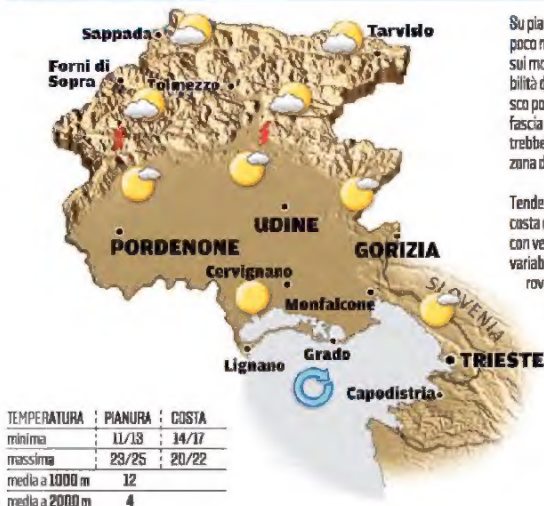 Sappada
Tarvisio
Forni di
Sopra
Tolmezzo
UDINE
PORDENONE
GORIZIA
Cervignano
Monfalcone
SLOVENIA
Lignano
Grado
TRIESTE
Capodistria
TEMPERATURA PIANURA COSTA
minima 11/13 14/17
massima 23/25 20/22
media a 1000 m 12
media a 2000 m 4
Su pia
poco
sui mo
bilità d
sco po
fascia
trebbe
zona d
Tende
costa
con ve
variab
rov